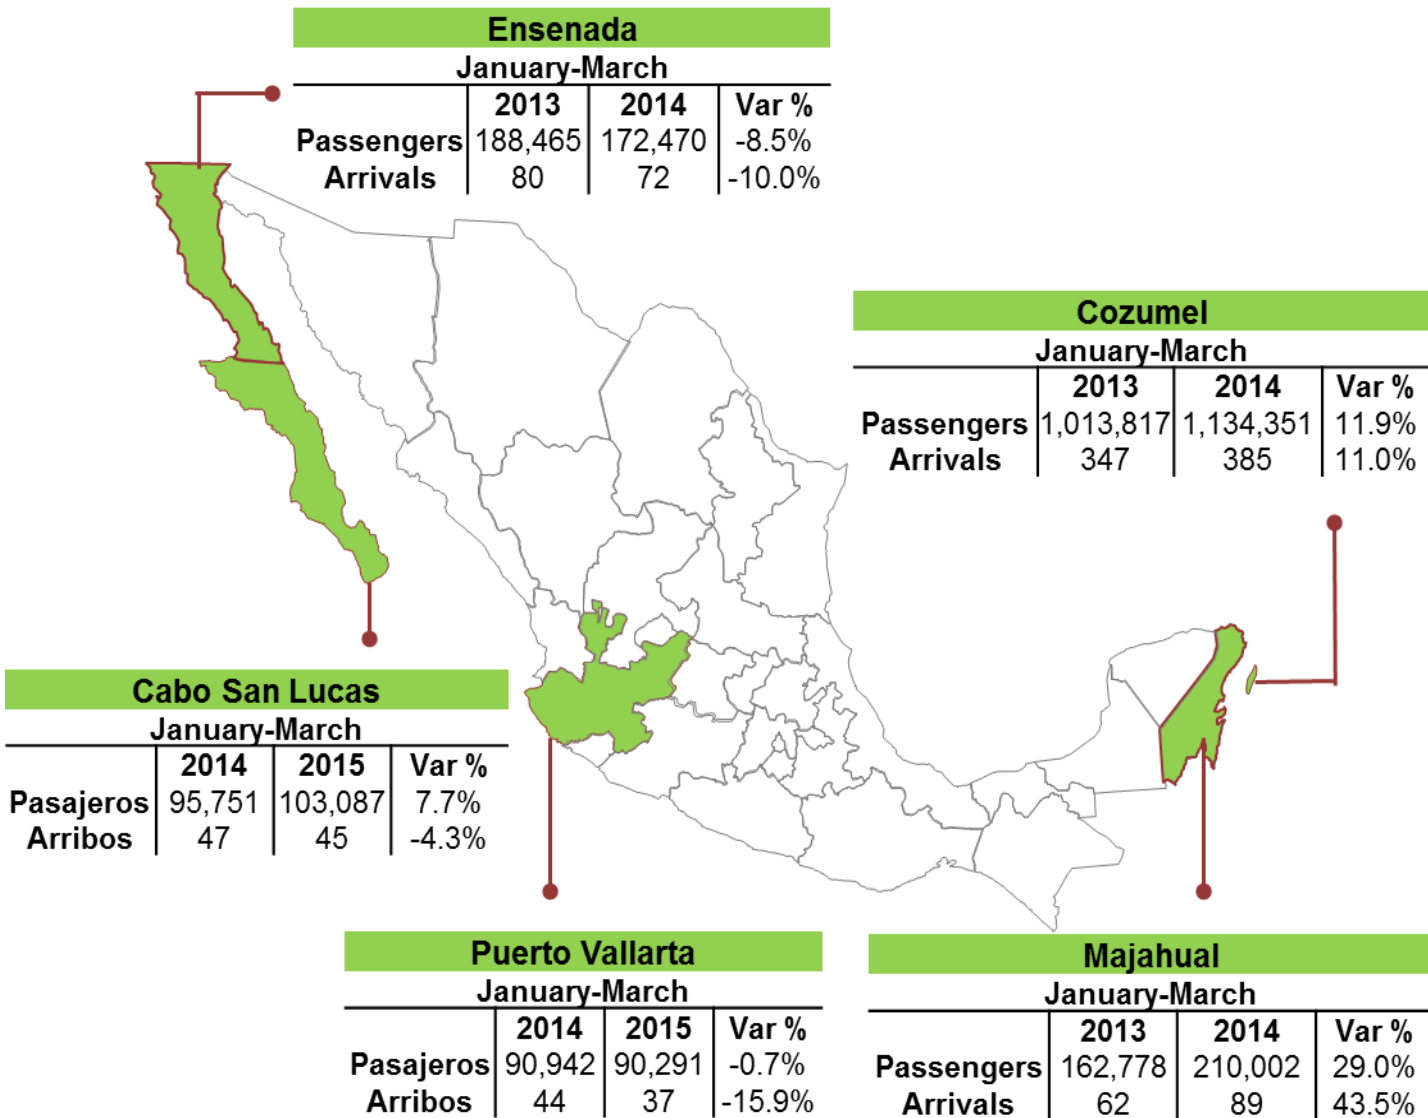 Ensenada
January-March
2013 2014 Var %
Passengers 188,465 172,470 -8.5%
Arrivals 80 72 -10.0%
Cozumel
January-March
2013 2014 Var %
Passengers 1,013,817 1,134,351 11.9%
Arrivals 347 385 11.0%
Cabo San Lucas
January-March
2014 2015 Var %
Pasajeros 95,751 103,087 7.7%
Arribos 47 45 -4.3%
Puerto Vallarta
January-March
2014 2015 Var %
Pasajeros 90,942 90,291 -0.7%
Arribos 44 37 -15.9%
Majahual
January-March
2013 2014 Var %
Passengers 162,778 210,002 29.0%
Arrivals 62 89 43.5%